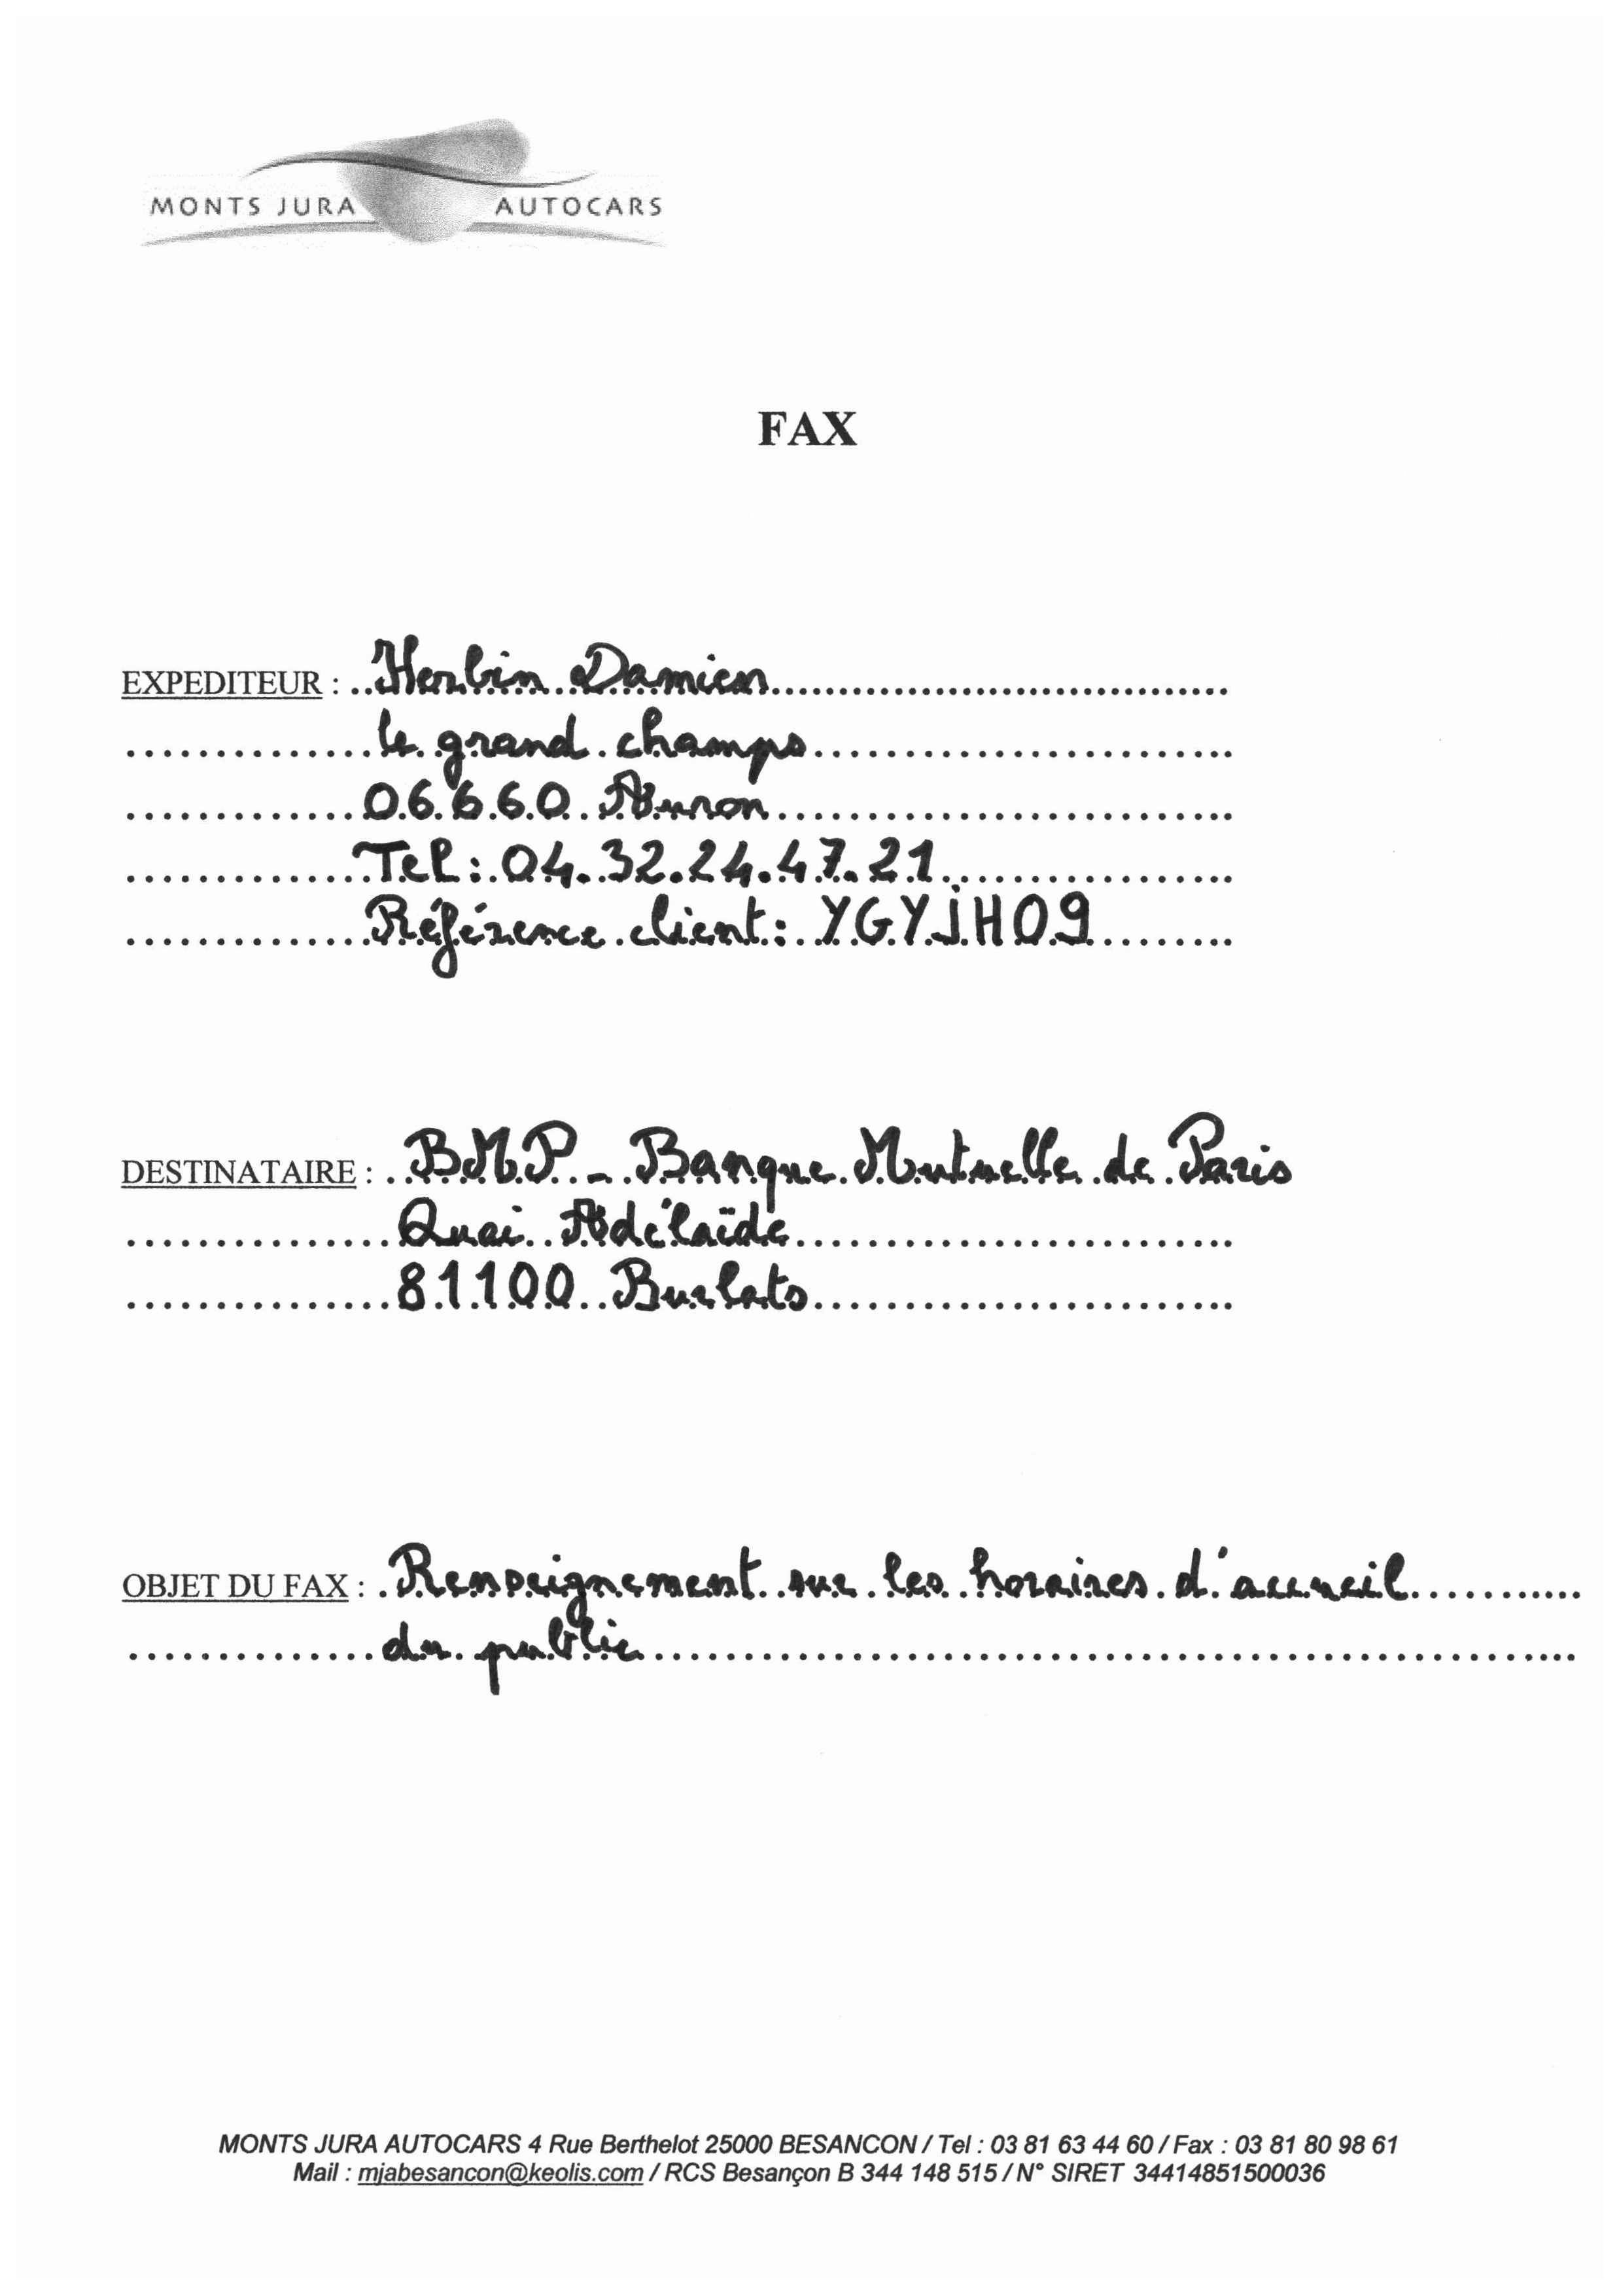 MONTS JURA AUTOCARS
FAX
EXPEDITEUR : Herbin Damien
le grand champs
06660 Auron
Tel : 04.32.24.47.21
Référence client : YGYJH09
DESTINATAIRE : BMP - Banque Mutuelle de Paris
Quai Adélaïde
81100 Burlats
OBJET DU FAX : Renseignement sur les horaires d'accueil
du public
MONTS JURA AUTOCARS 4 Rue Berthelot 25000 BESANCON / Tel : 03 81 63 44 60 / Fax : 03 81 80 98 61
Mail : mjabesancon@keolis.com / RCS Besançon B 344 148 515 / N° SIRET 34414851500036